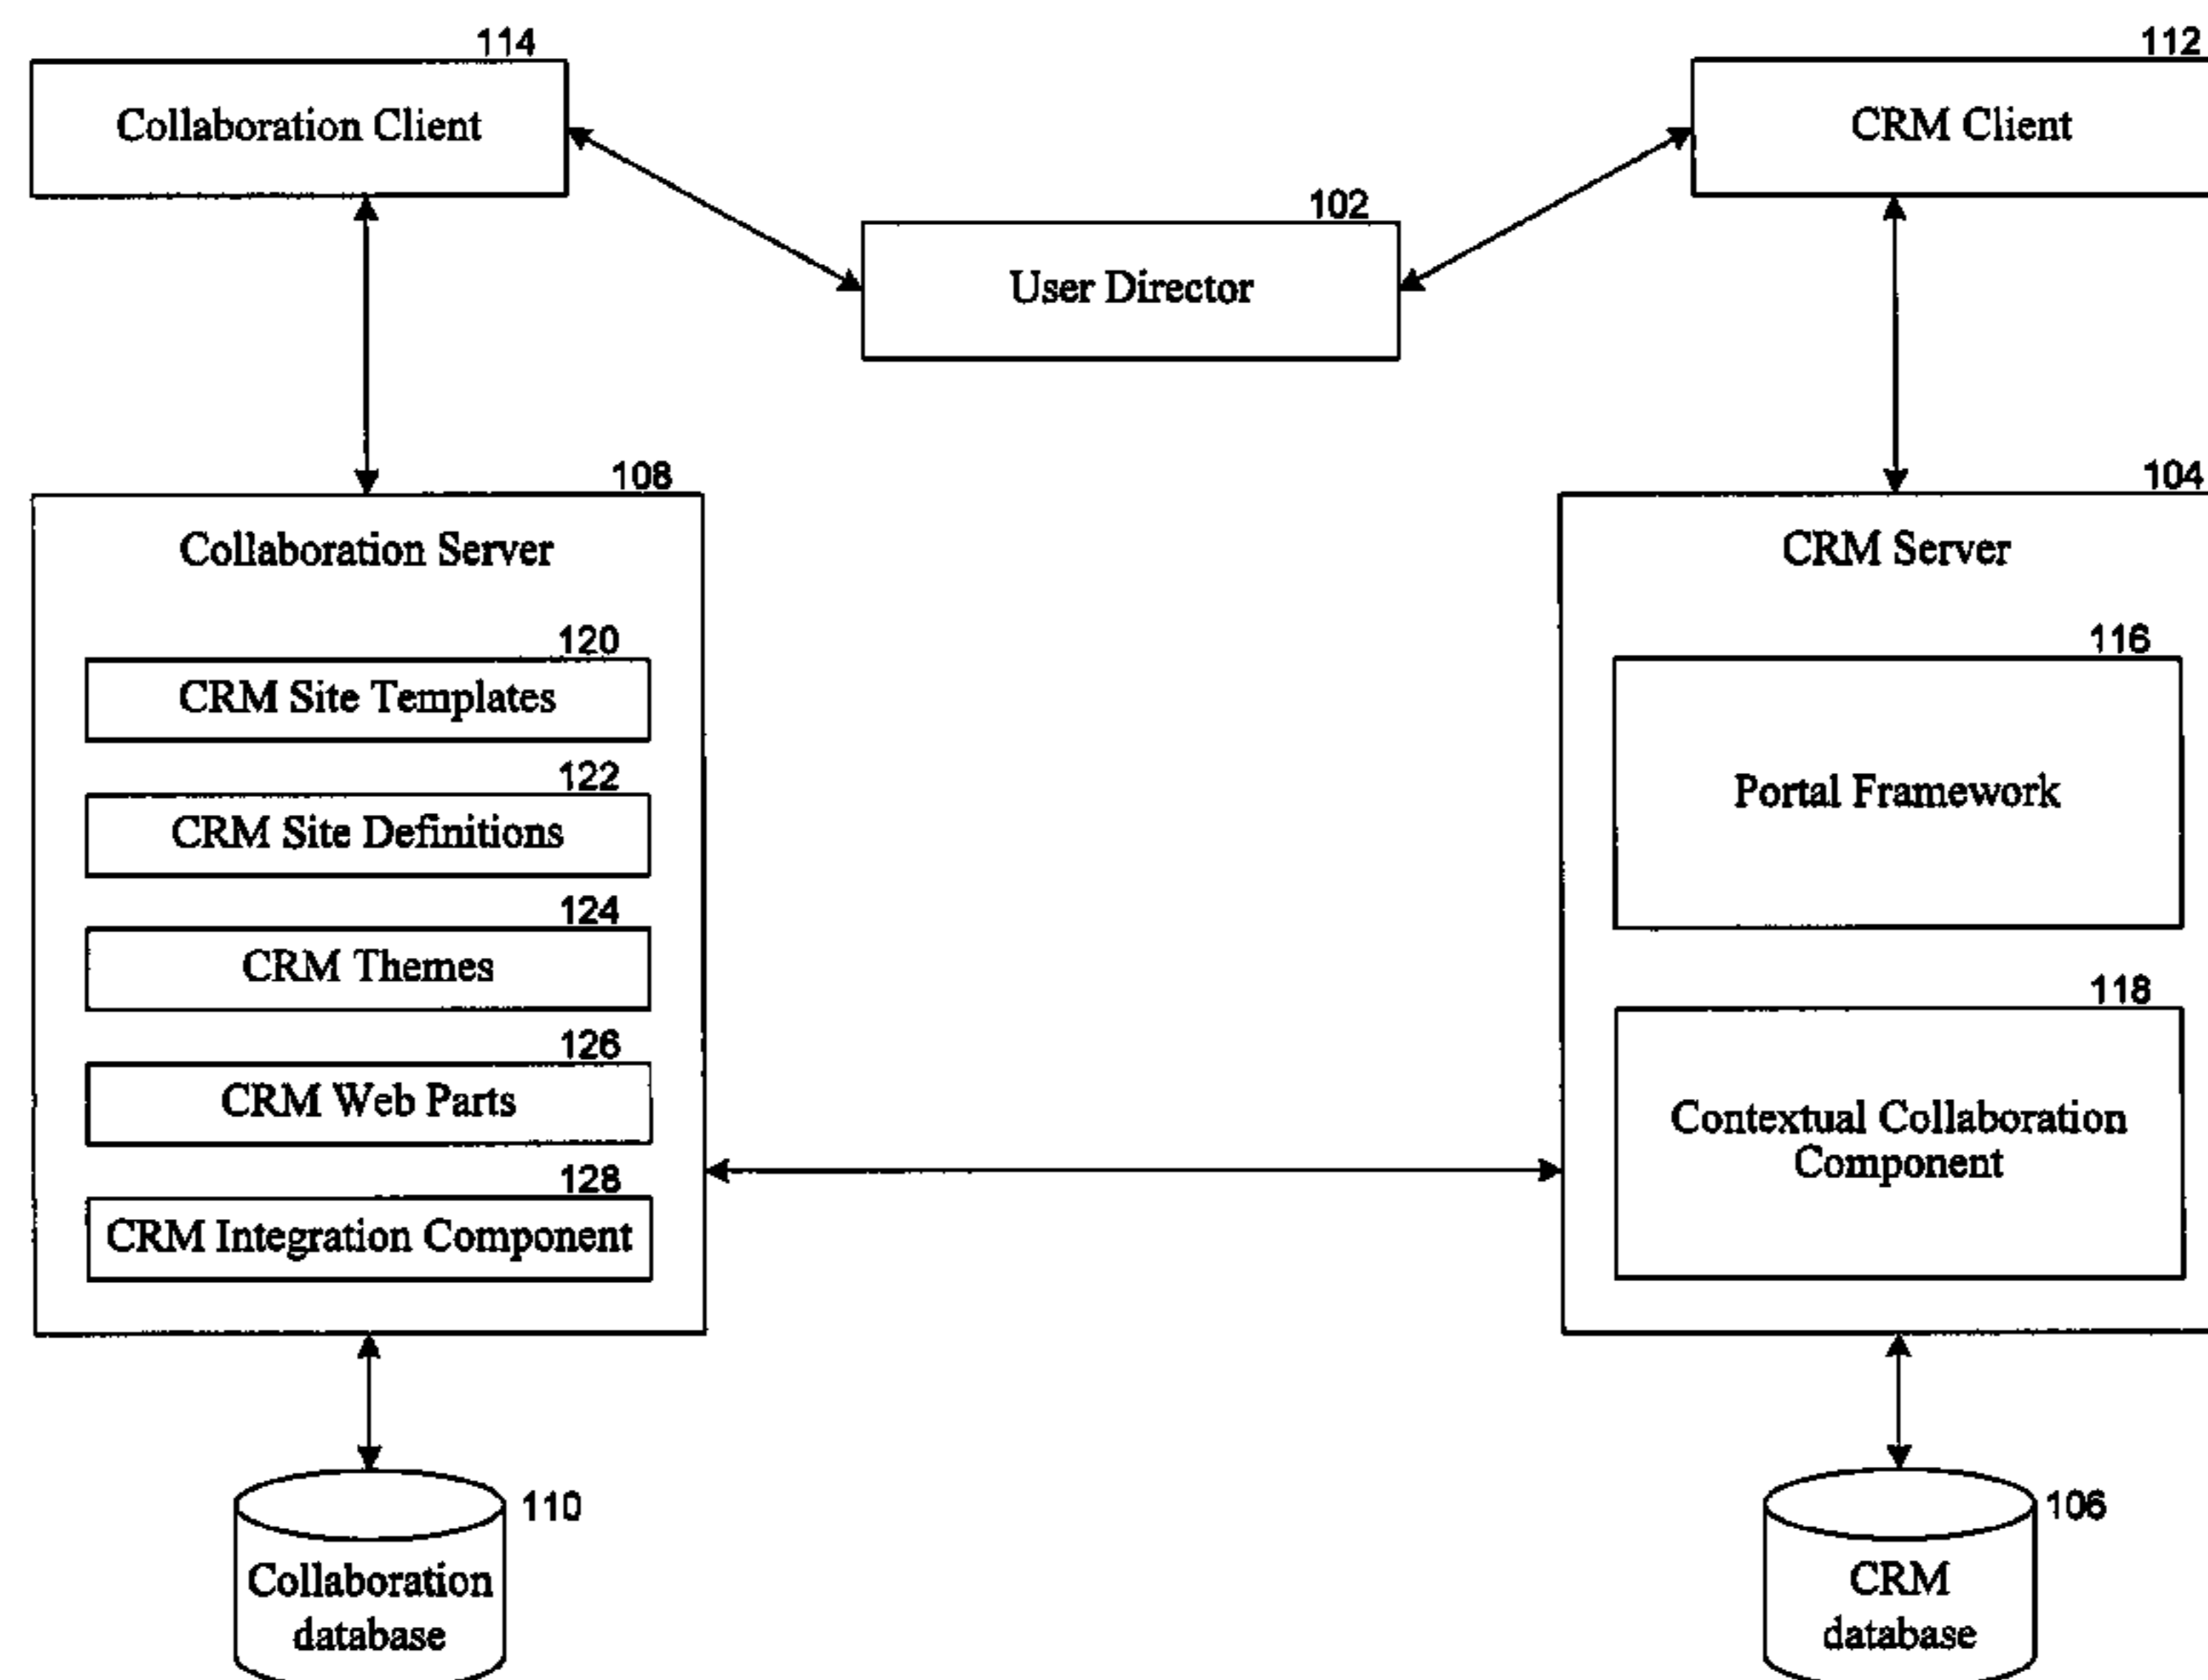 114
Collaboration Client
112
CRM Client
102
User Director
108
Collaboration Server
120
CRM Site Templates
122
CRM Site Definitions
124
CRM Themes
126
CRM Web Parts
128
CRM Integration Component
104
CRM Server
116
Portal Framework
118
Contextual Collaboration
Component
110
Collaboration
database
106
CRM
database